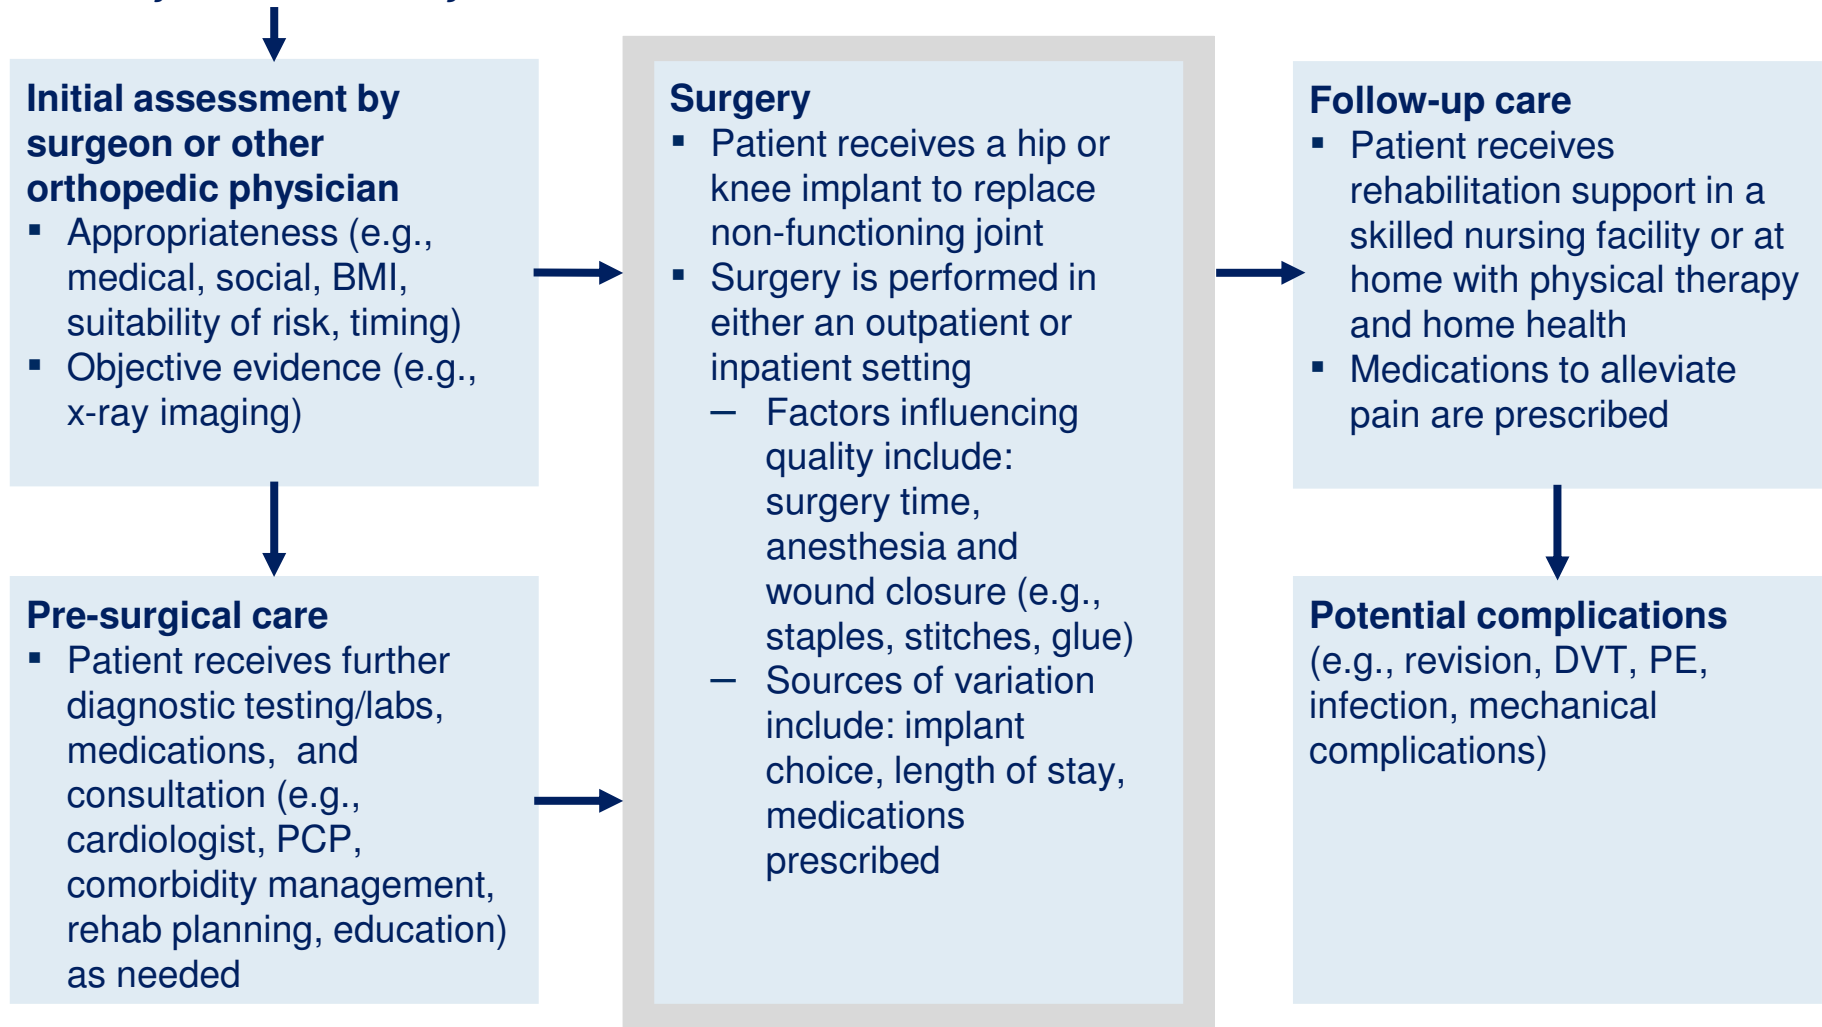 Initial assessment by
surgeon or other
orthopedic physician
▪ Appropriateness (e.g.,
medical, social, BMI,
suitability of risk, timing)
▪ Objective evidence (e.g.,
x-ray imaging)
Pre-surgical care
▪ Patient receives further
diagnostic testing/labs,
medications,  and
consultation (e.g.,
cardiologist, PCP,
comorbidity management,
rehab planning, education)
as needed
Surgery
▪ Patient receives a hip or
knee implant to replace
non-functioning joint
▪ Surgery is performed in
either an outpatient or
inpatient setting
– Factors influencing
quality include:
surgery time,
anesthesia and
wound closure (e.g.,
staples, stitches, glue)
– Sources of variation
include: implant
choice, length of stay,
medications
prescribed
Follow-up care
▪ Patient receives
rehabilitation support in a
skilled nursing facility or at
home with physical therapy
and home health
▪ Medications to alleviate
pain are prescribed
Potential complications
(e.g., revision, DVT, PE,
infection, mechanical
complications)